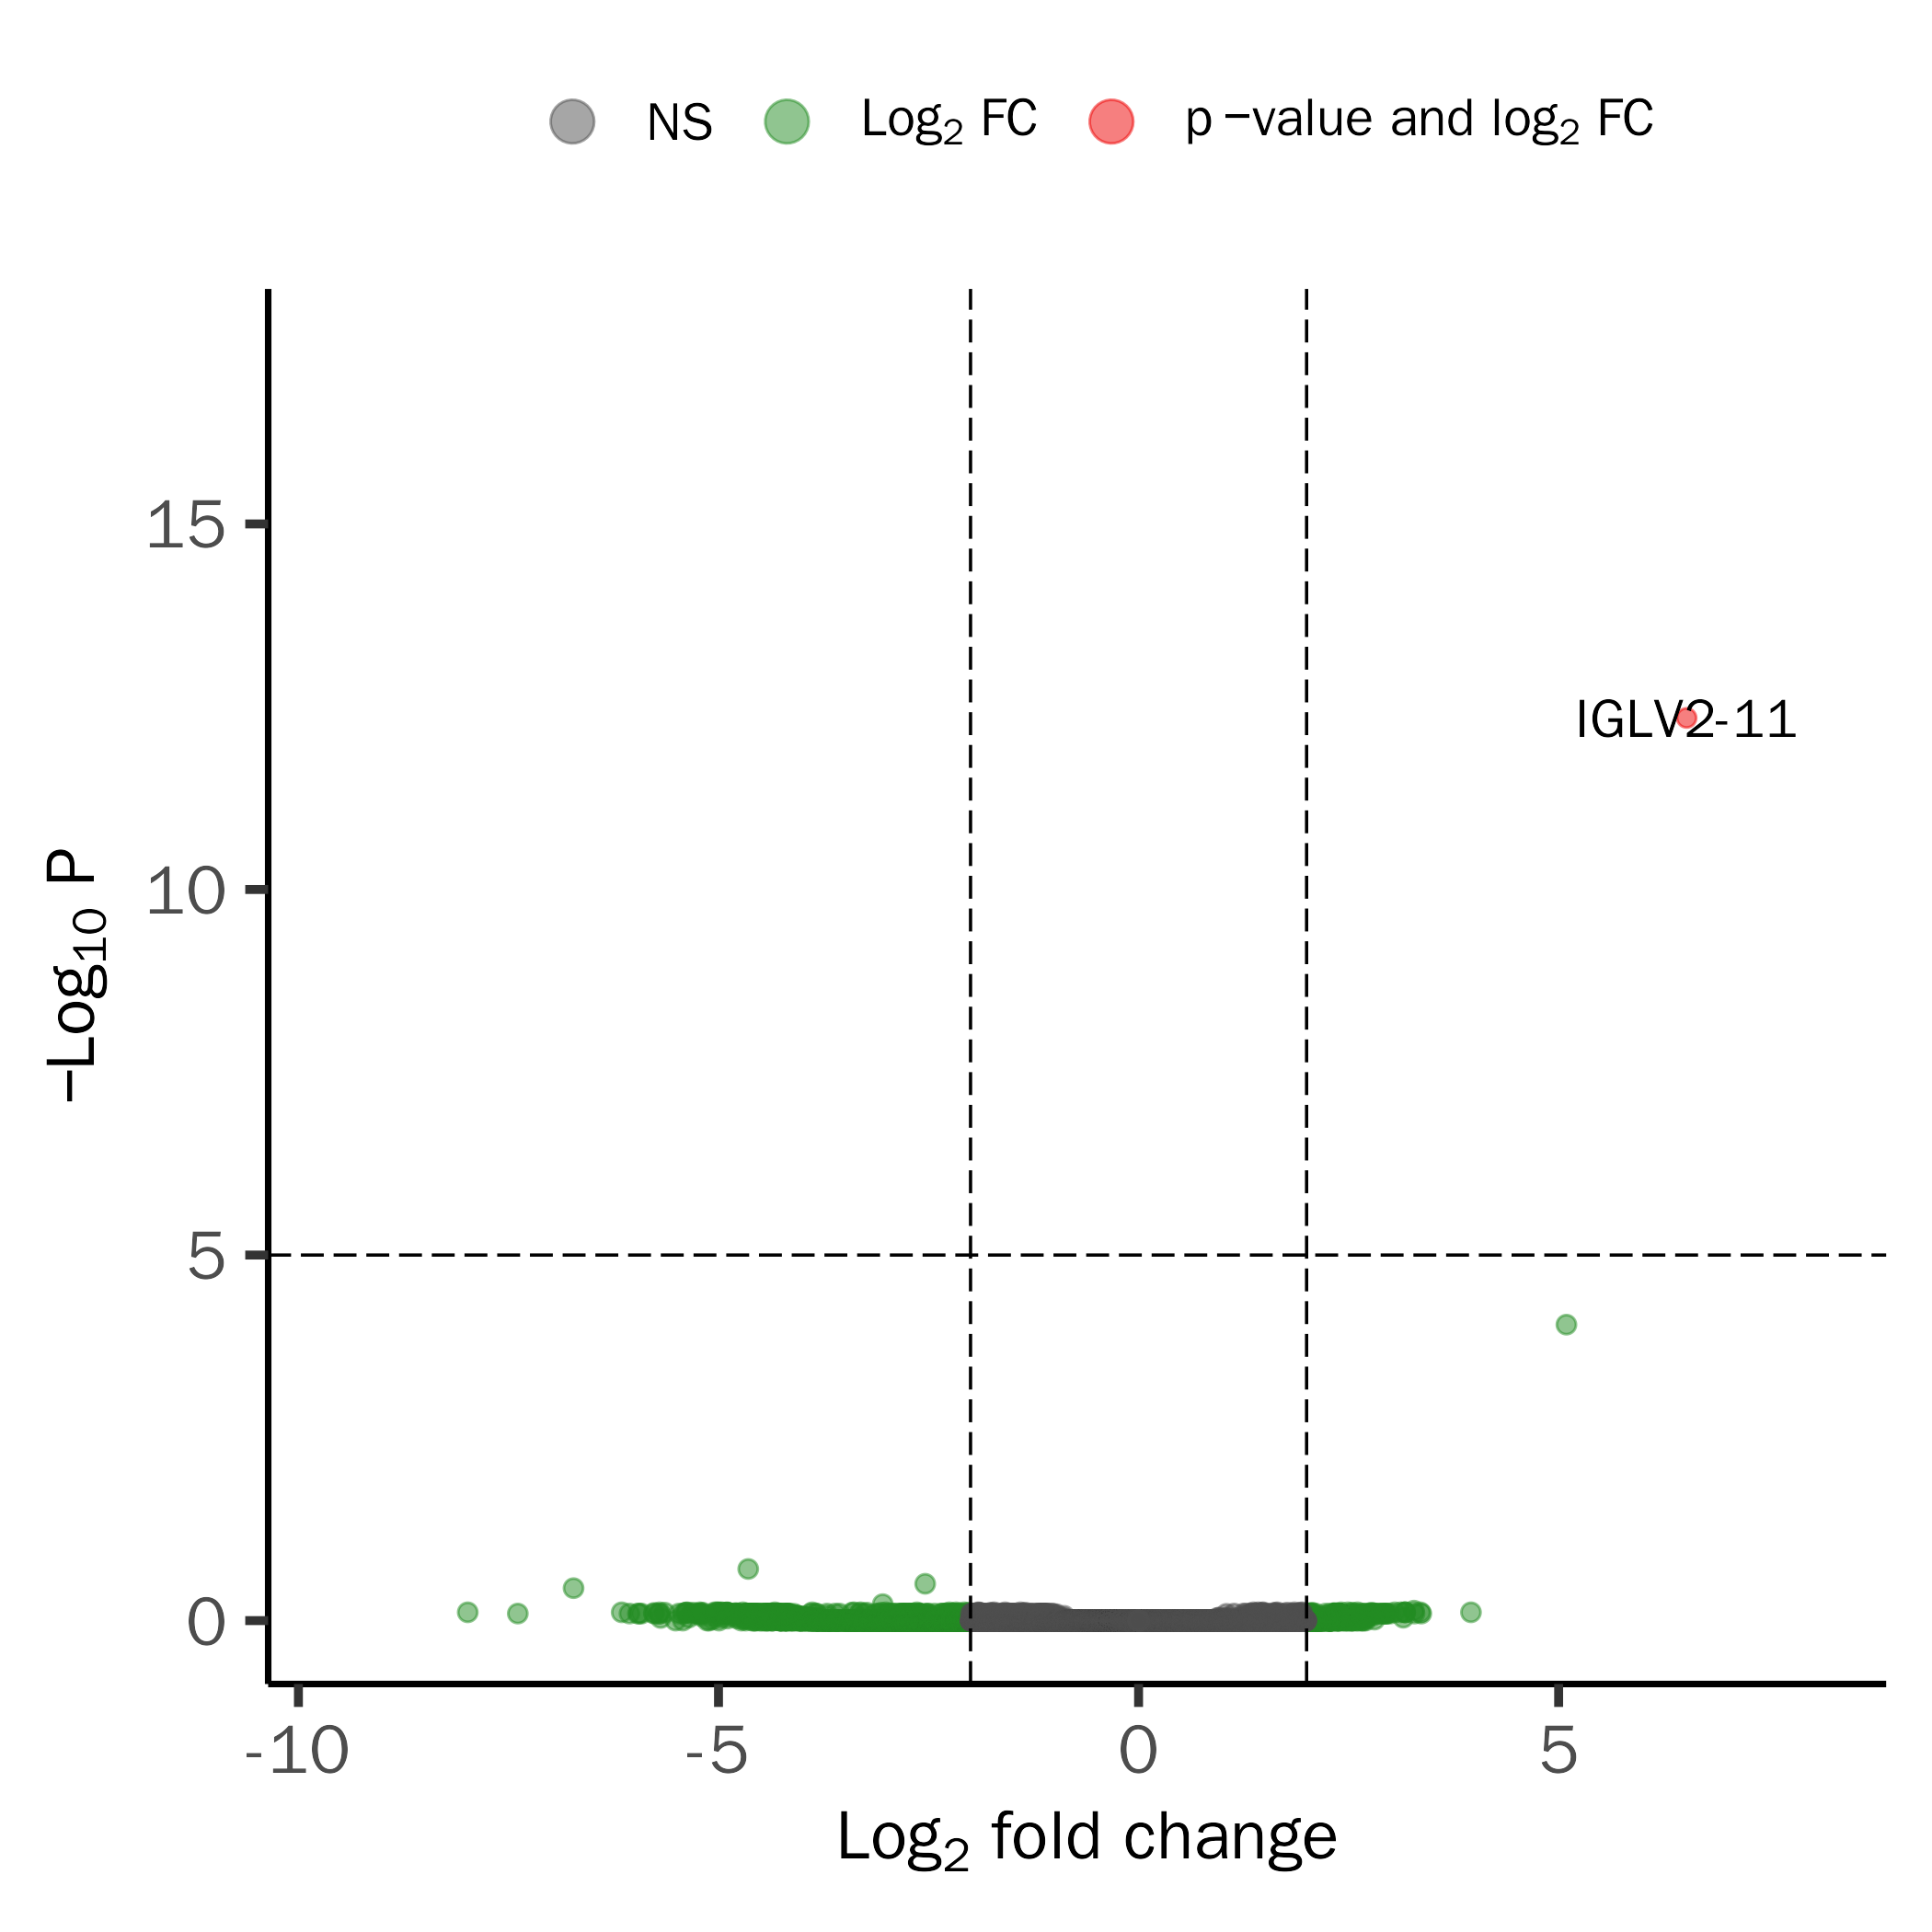 NS Log₂ FC p −value and log₂ FC
15
IGLV2-11
10
−Log₁₀ P
5
0
-10 -5 0 5
Log₂ fold change